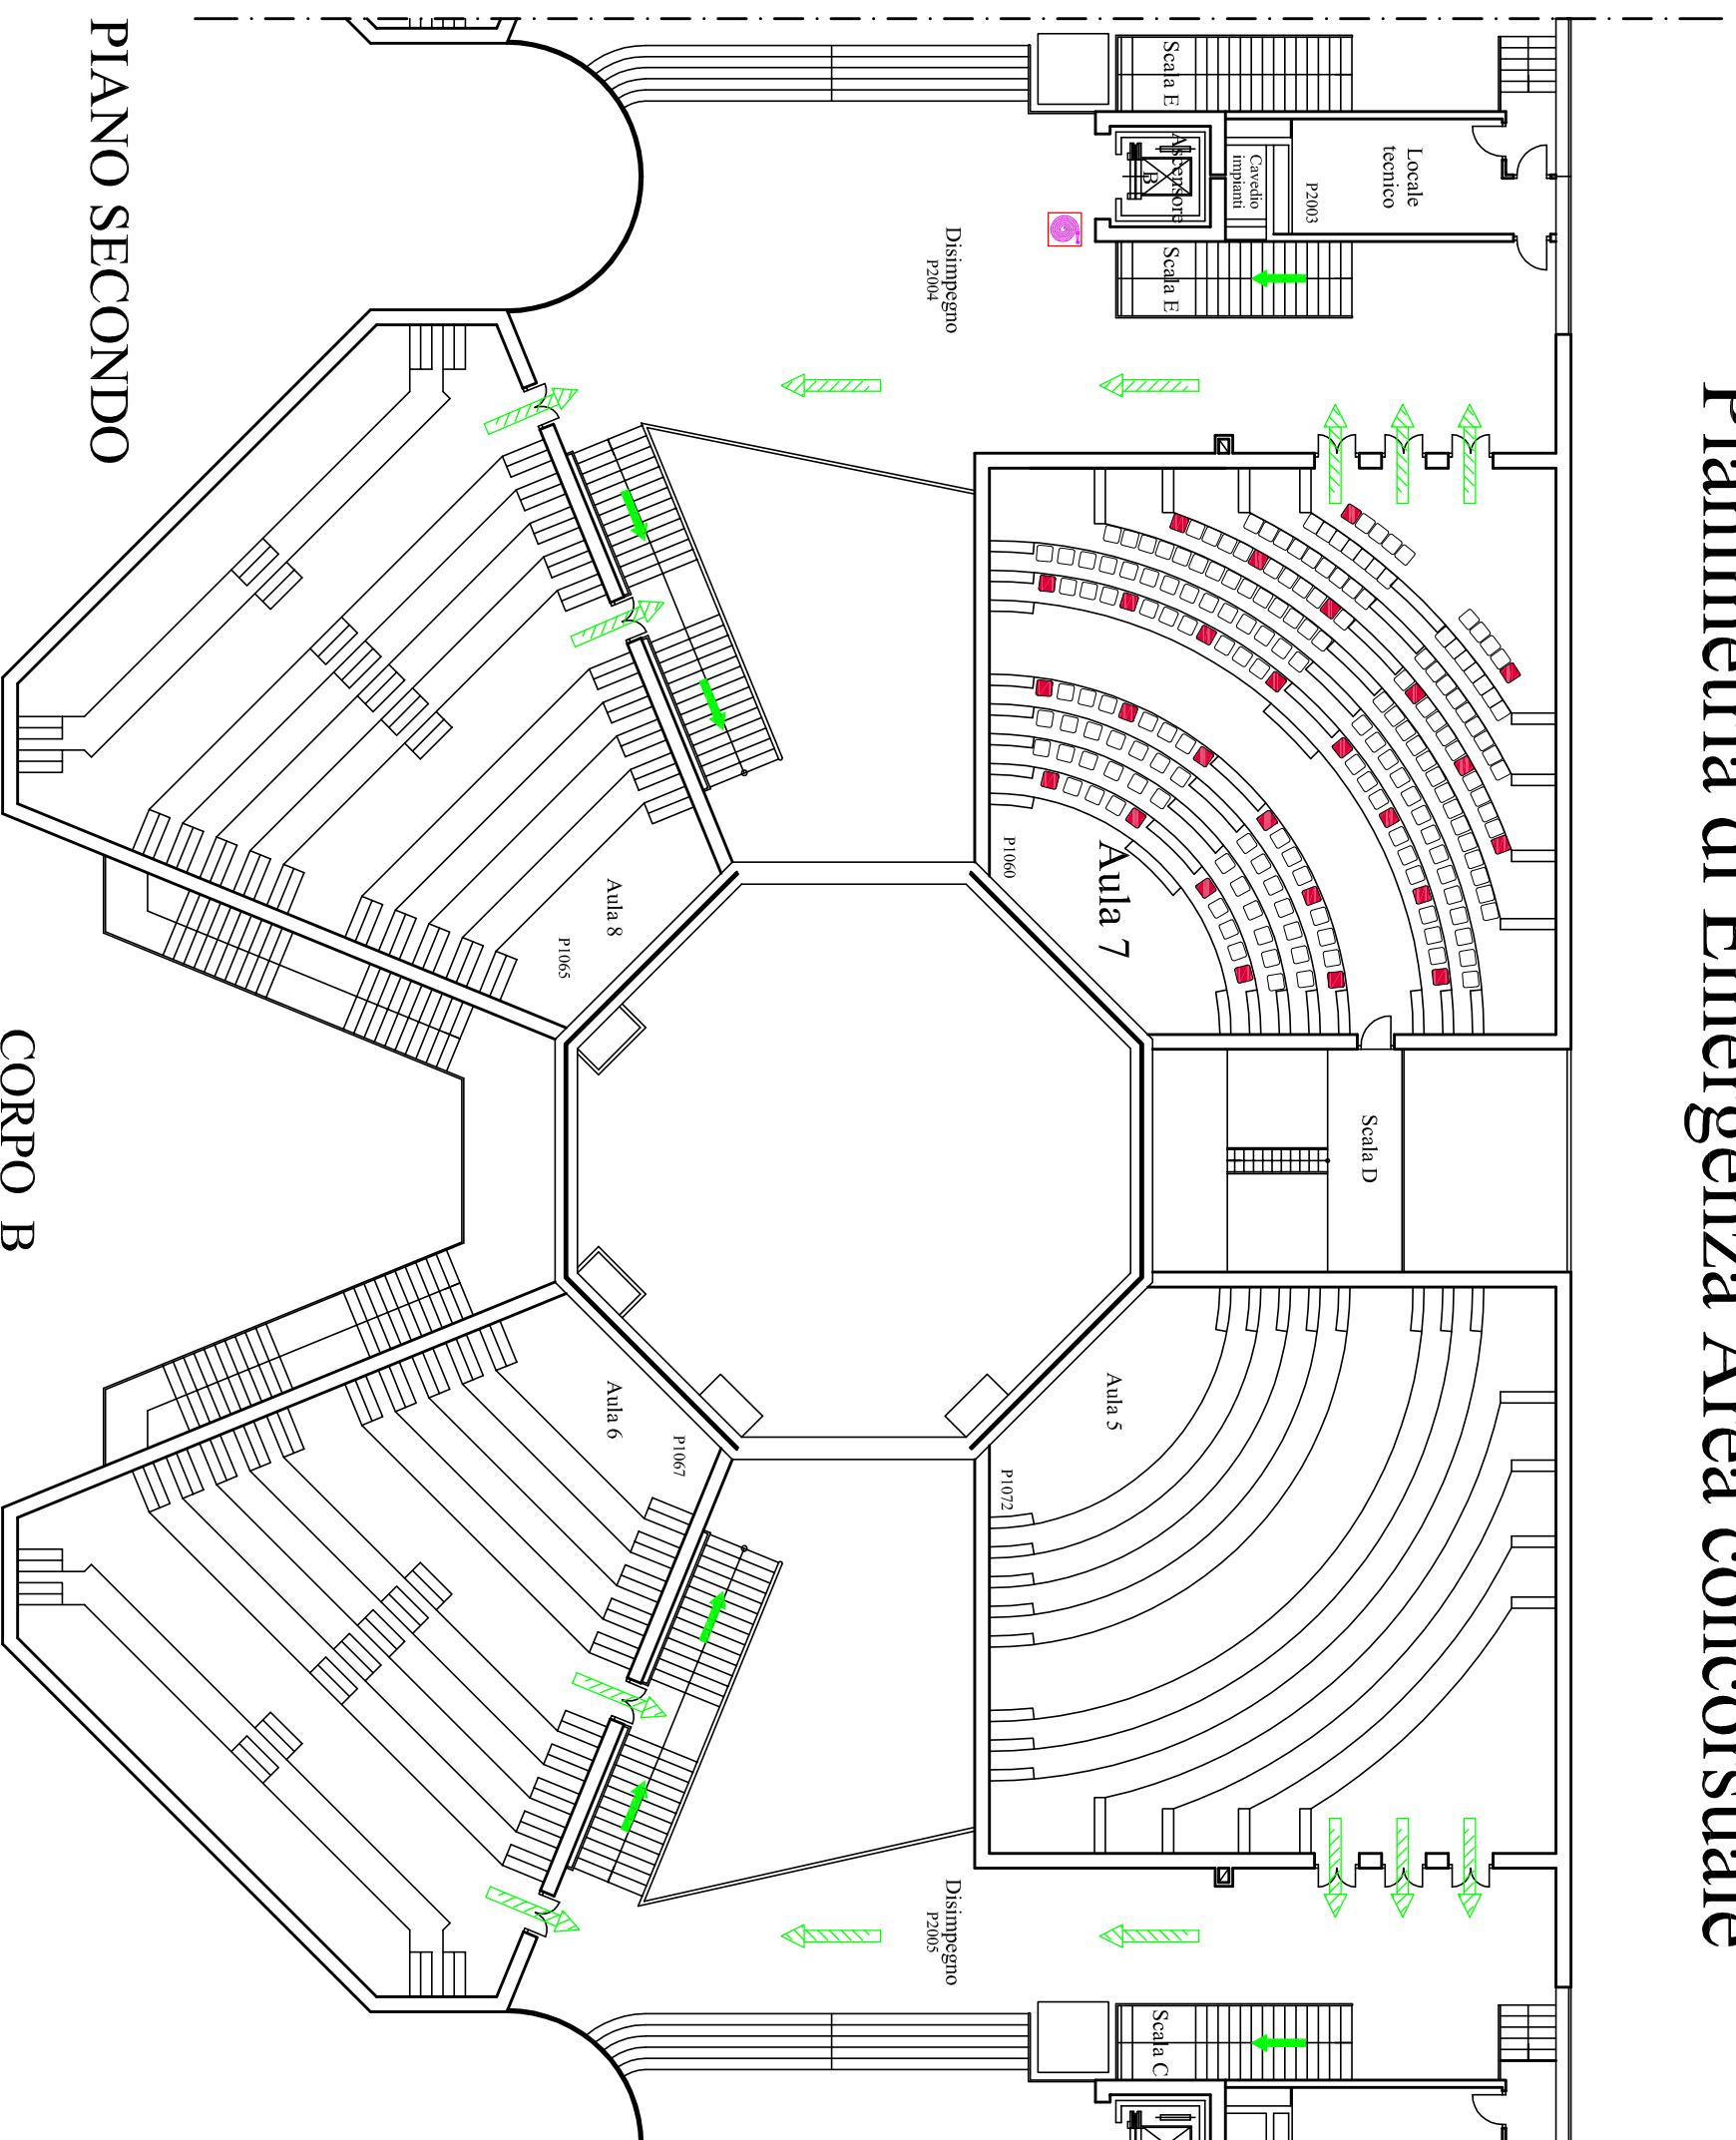 Planimetria di Emergenza Area concorsuale
Scala E
Locale
tecnico
P2003
Cavedio
impianti
Ascensore
B
Scala E
Disimpegno
P2004
Aula 7
P1060
Scala D
Aula 5
P1072
Disimpegno
P2005
Scala C
Aula 8
P1065
Aula 6
P1067
PIANO SECONDO
CORPO B